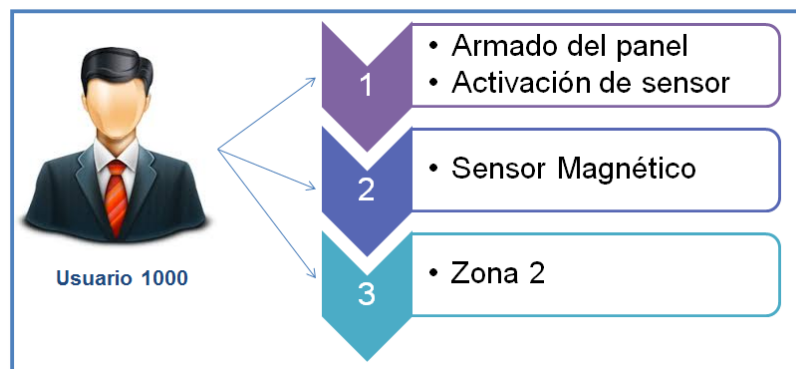 1
• Armado del panel
• Activación de sensor
2
• Sensor Magnético
3
• Zona 2
Usuario 1000